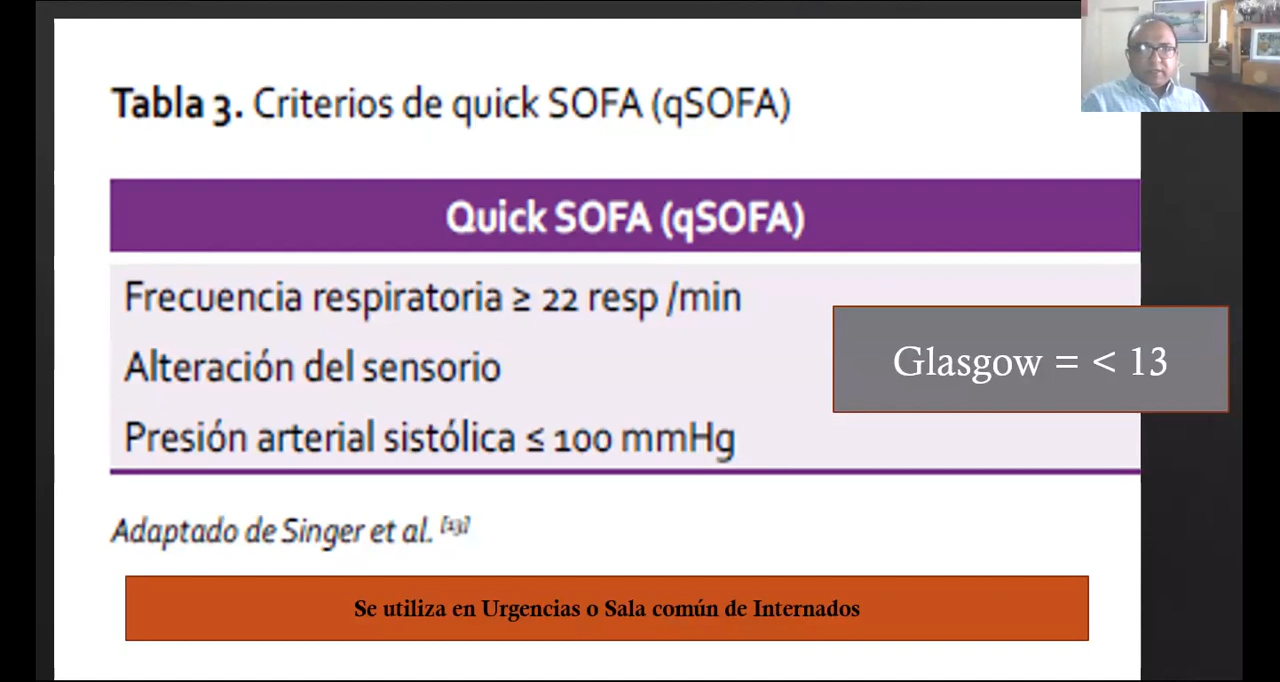 Tabla 3. Criterios de quick SOFA (qSOFA)
Quick SOFA (qSOFA)
Frecuencia respiratoria ≥ 22 resp /min
Alteración del sensorio
Glasgow = < 13
Presión arterial sistólica ≤ 100 mmHg
Adaptado de Singer et al. [13]
Se utiliza en Urgencias o Sala común de Internados